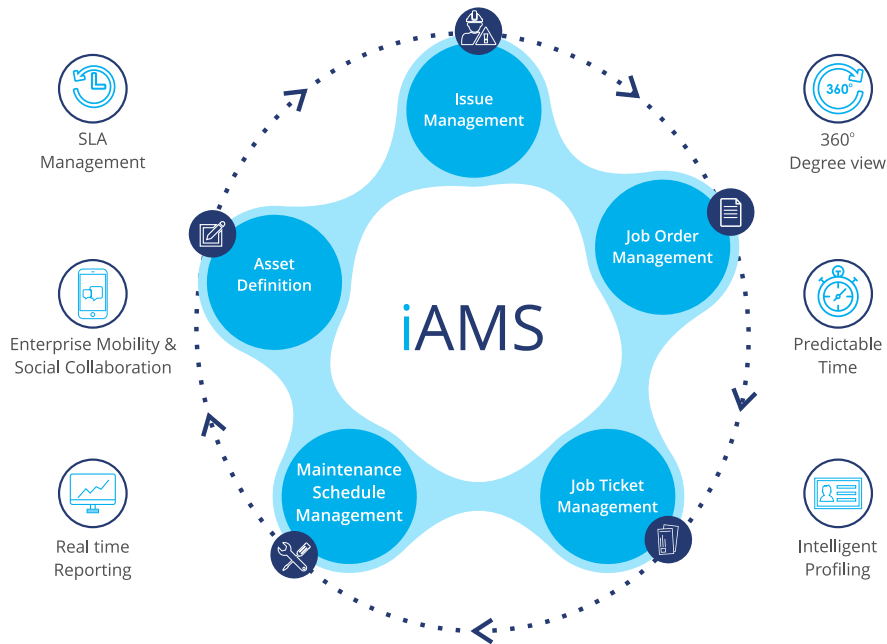 SLA
Management
Enterprise Mobility &
Social Collaboration
Real time
Reporting
Issue
Management
Job Order
Management
Job Ticket
Management
Maintenance
Schedule
Management
Asset
Definition
iAMS
360°
360°
Degree view
Predictable
Time
Intelligent
Profiling